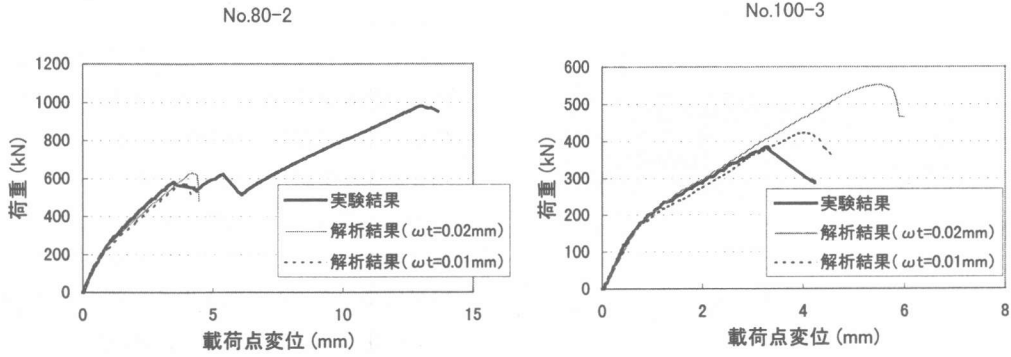 No.80-2
1200
1000
800
600
400
200
0
0 5 10 15
荷重 (kN)
載荷点変位 (mm)
実験結果
解析結果(ωt=0.02mm)
解析結果(ωt=0.01mm)
No.100-3
600
500
400
300
200
100
0
0 2 4 6 8
荷重 (kN)
載荷点変位 (mm)
実験結果
解析結果(ωt=0.02mm)
解析結果(ωt=0.01mm)